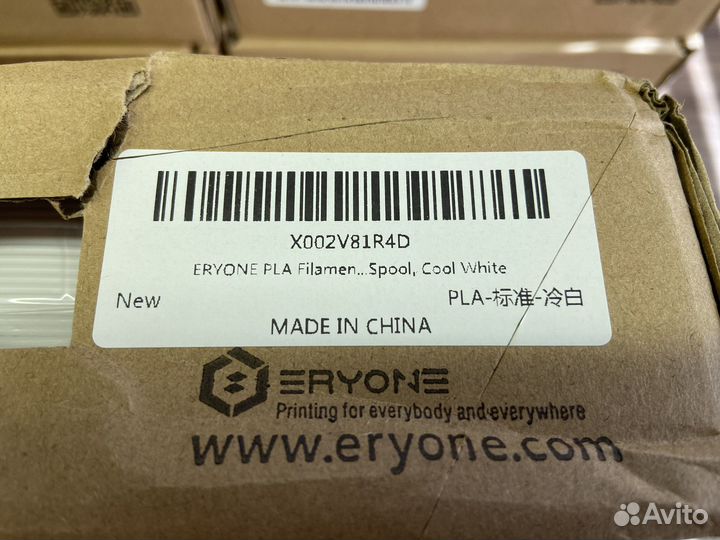 X002V81R4D
ERYONE PLA Filamen...Spool, Cool White
New
PLA-标准-冷白
MADE IN CHINA
ERYONE
Printing for everybody and everywhere
www.eryone.com
Avito